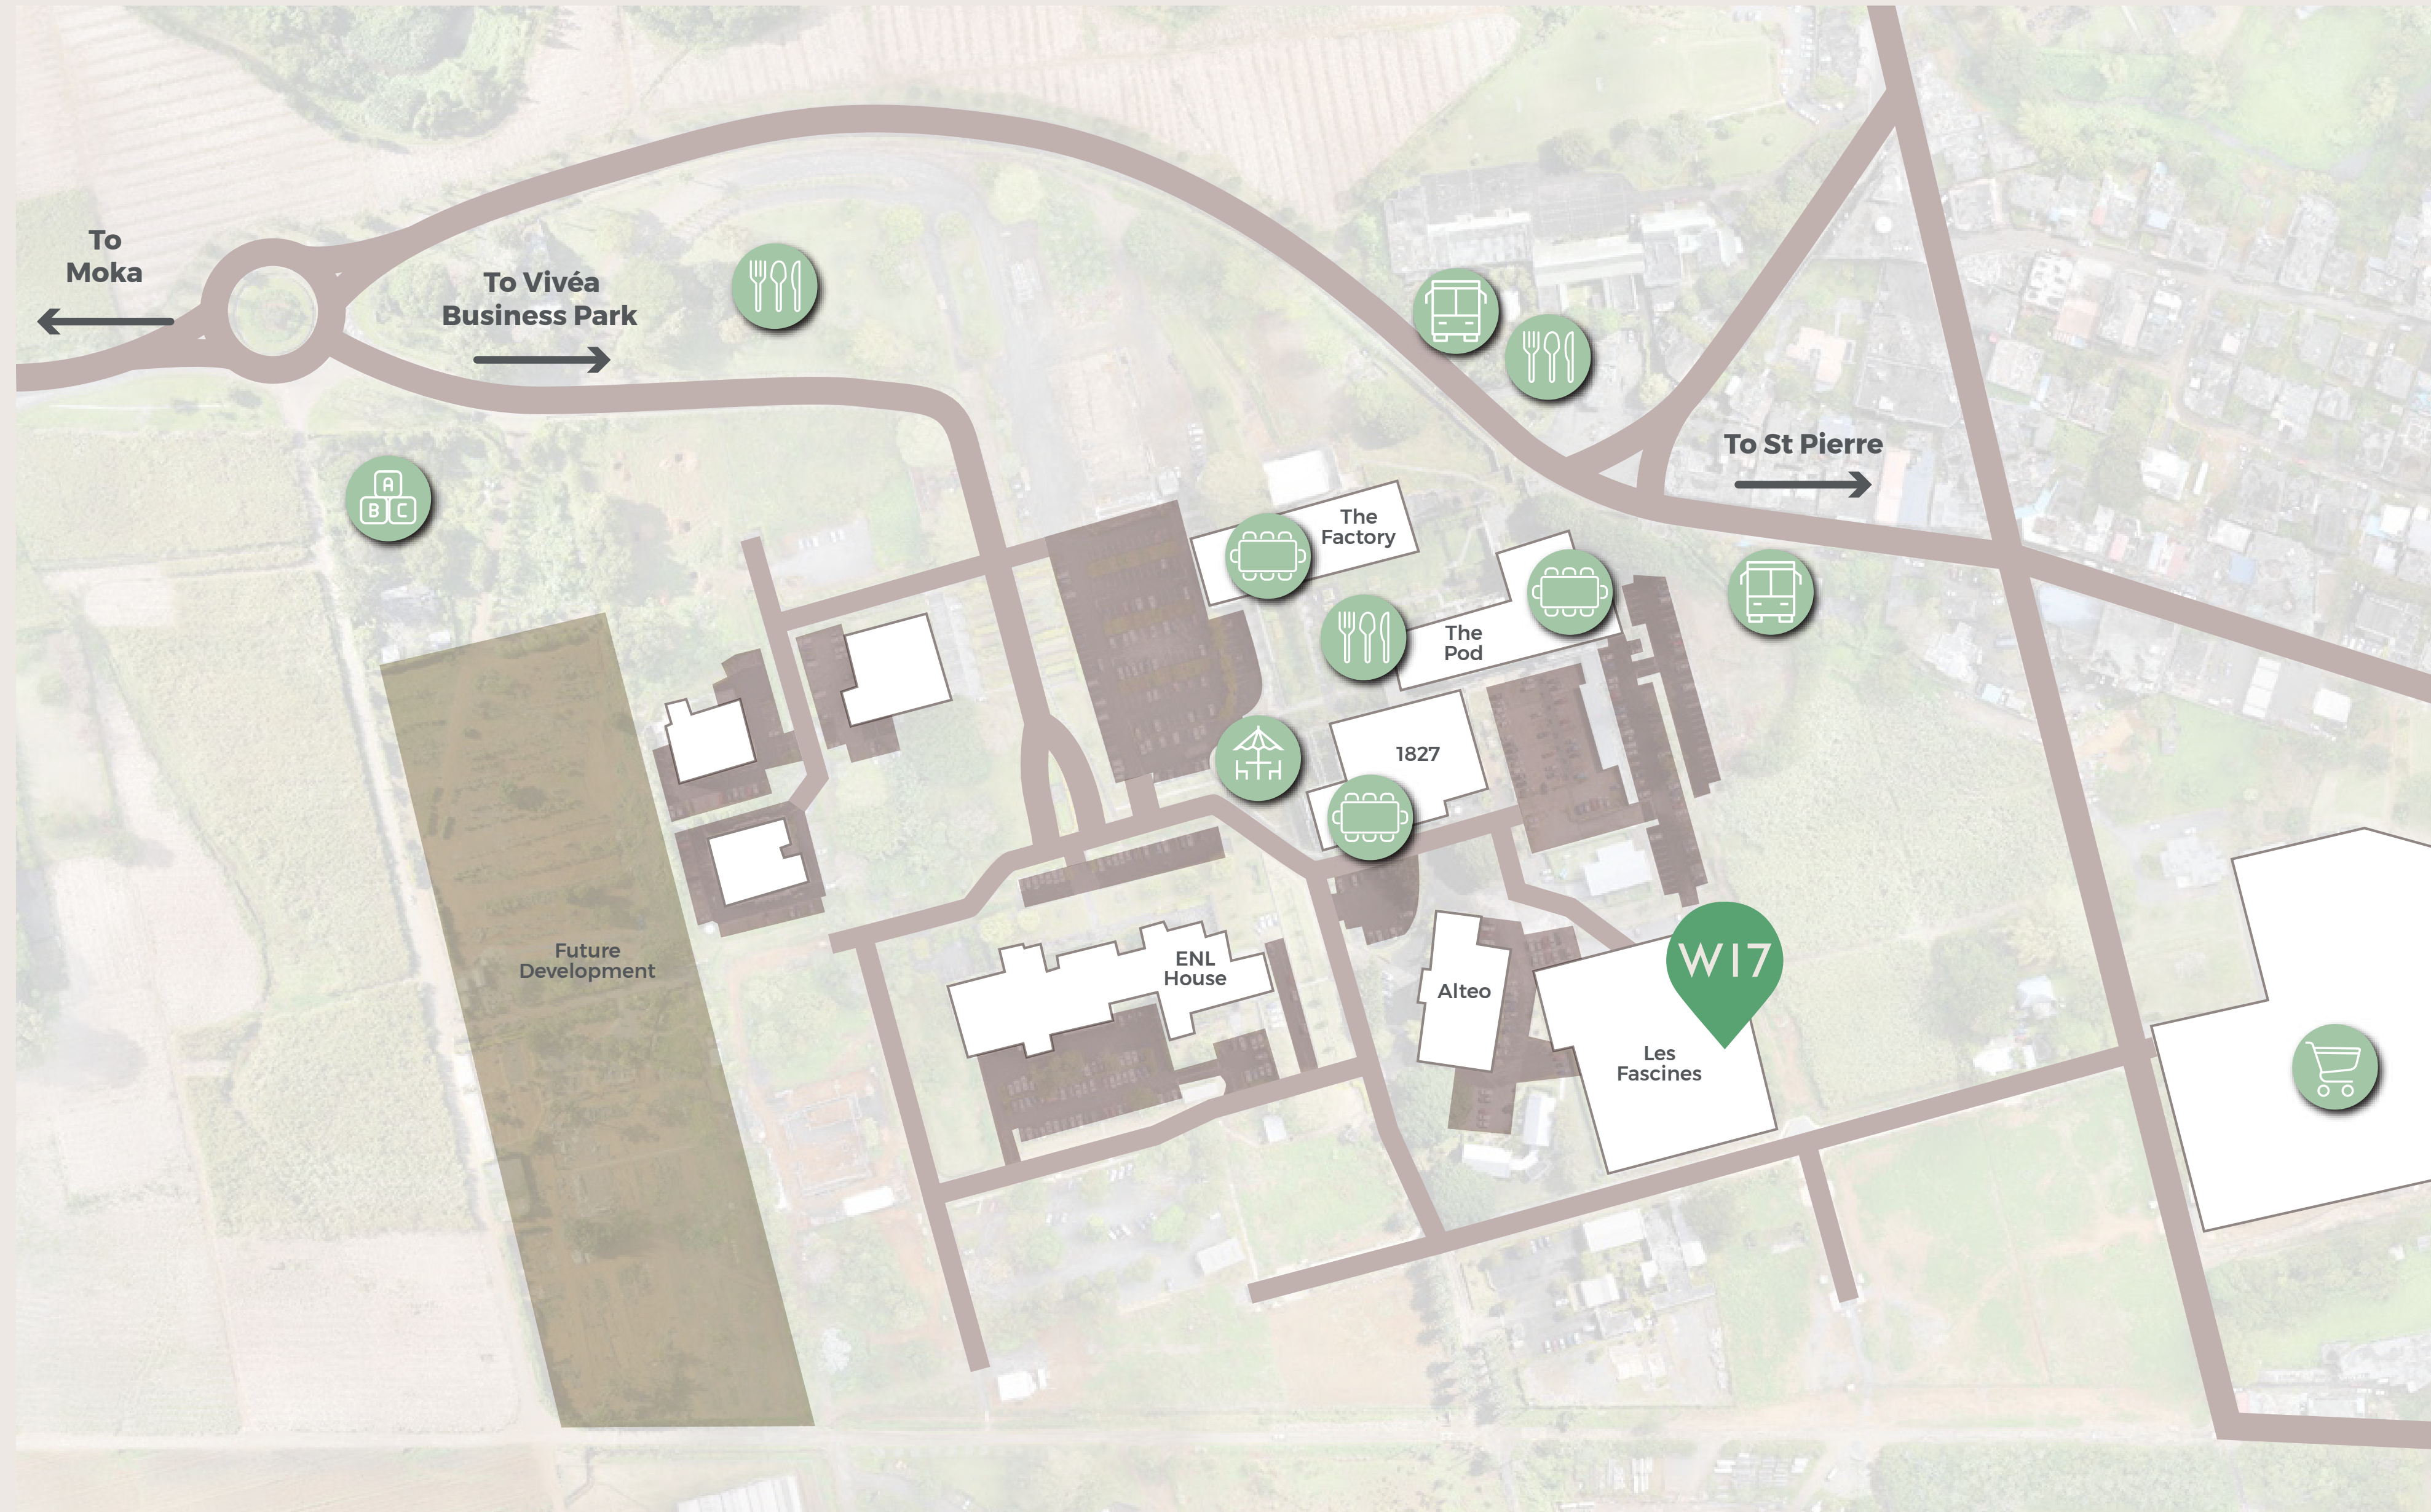 To
Moka
To Vivéa
Business Park
A
B C
To St Pierre
The
Factory
The
Pod
1827
Future
Development
ENL
House
Alteo
W17
Les
Fascines